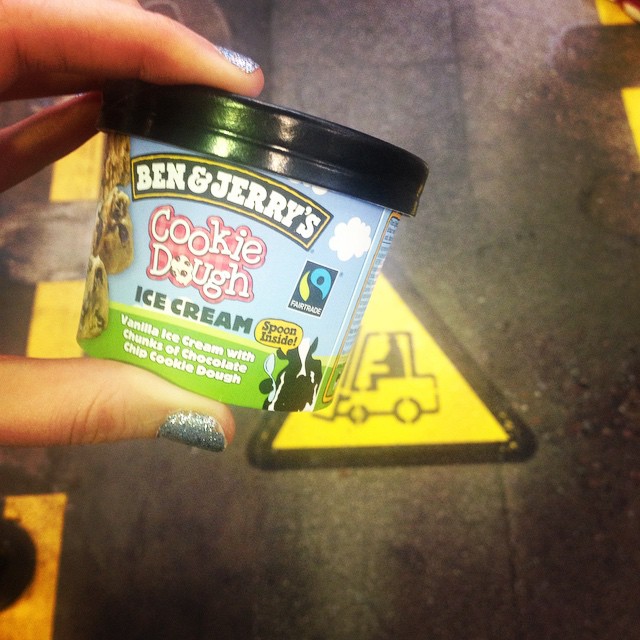 BEN & JERRY'S
Cookie
Dough
ICE CREAM
FAIRTRADE
Spoon
Inside!
Vanilla Ice Cream with
Chunks of Chocolate
Chip Cookie Dough